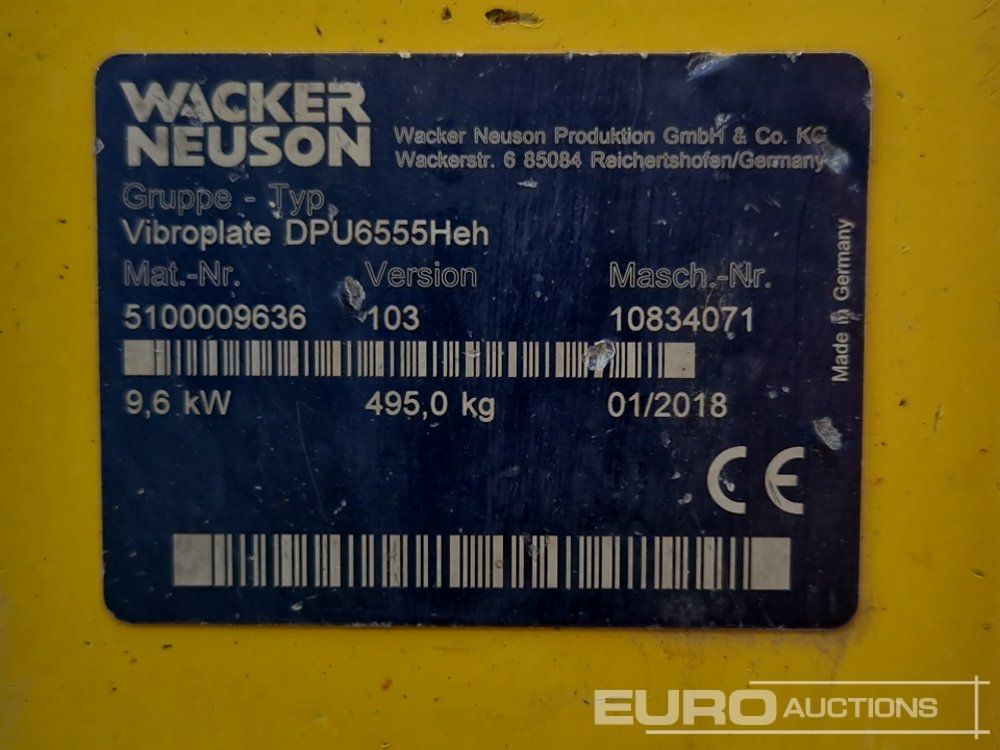 WACKER
NEUSON
Wacker Neuson Produktion GmbH & Co. KG
Wackerstr. 6 85084 Reichertshofen/Germany
Gruppe - Typ
Vibroplate DPU6555Heh
Mat.-Nr. Version Masch.-Nr.
5100009636 103 10834071
9,6 kW 495,0 kg 01/2018
Made in Germany
CE
EURO AUCTIONS